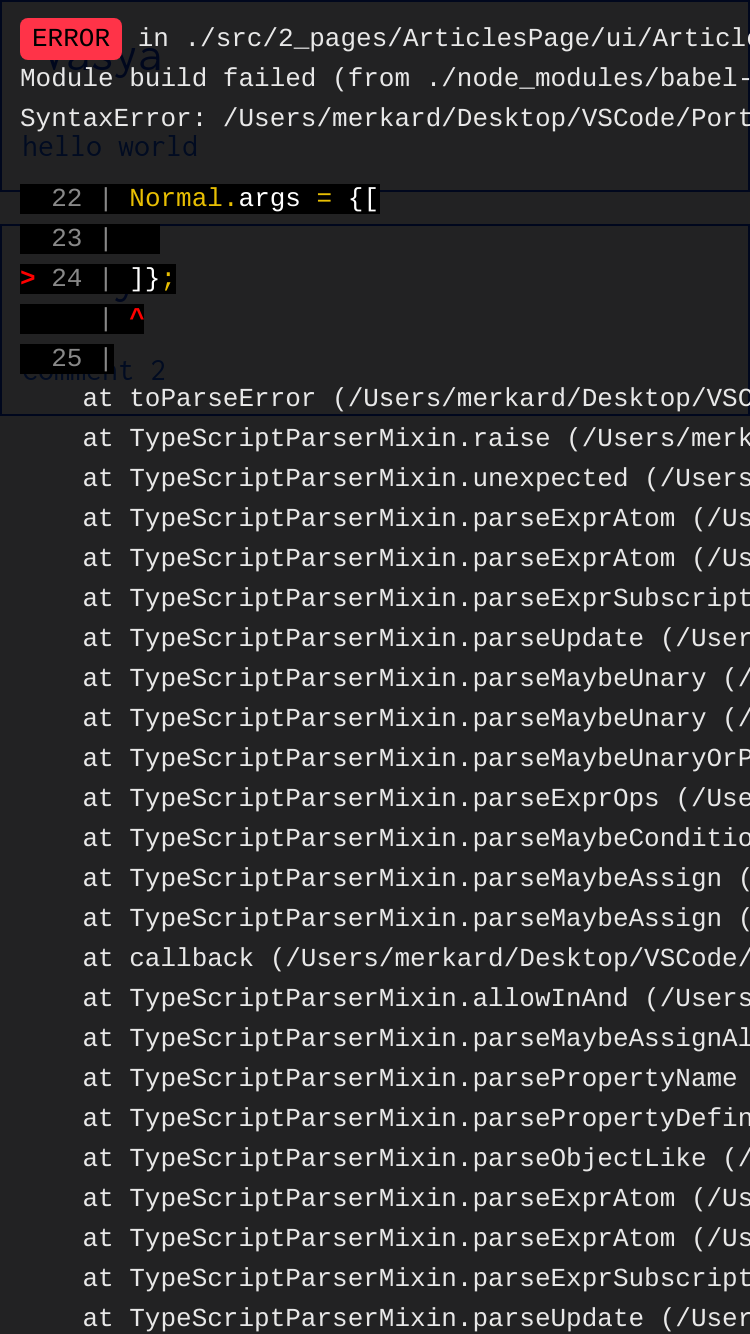 ERROR in ./src/2_pages/ArticlesPage/ui/Article
Module build failed (from ./node_modules/babel-
SyntaxError: /Users/merkard/Desktop/VSCode/Port
hello world
22 | Normal.args = {[
23 |
> 24 | ]};
| ^
25 |
comment 2
at toParseError (/Users/merkard/Desktop/VSC
at TypeScriptParserMixin.raise (/Users/merk
at TypeScriptParserMixin.unexpected (/Users
at TypeScriptParserMixin.parseExprAtom (/Us
at TypeScriptParserMixin.parseExprAtom (/Us
at TypeScriptParserMixin.parseExprSubscript
at TypeScriptParserMixin.parseUpdate (/User
at TypeScriptParserMixin.parseMaybeUnary (/
at TypeScriptParserMixin.parseMaybeUnary (/
at TypeScriptParserMixin.parseMaybeUnaryOrP
at TypeScriptParserMixin.parseExprOps (/Use
at TypeScriptParserMixin.parseMaybeConditio
at TypeScriptParserMixin.parseMaybeAssign (
at TypeScriptParserMixin.parseMaybeAssign (
at callback (/Users/merkard/Desktop/VSCode/
at TypeScriptParserMixin.allowInAnd (/Users
at TypeScriptParserMixin.parseMaybeAssignAl
at TypeScriptParserMixin.parsePropertyName
at TypeScriptParserMixin.parsePropertyDefin
at TypeScriptParserMixin.parseObjectLike (/
at TypeScriptParserMixin.parseExprAtom (/Us
at TypeScriptParserMixin.parseExprAtom (/Us
at TypeScriptParserMixin.parseExprSubscript
at TypeScriptParserMixin.parseUpdate (/User